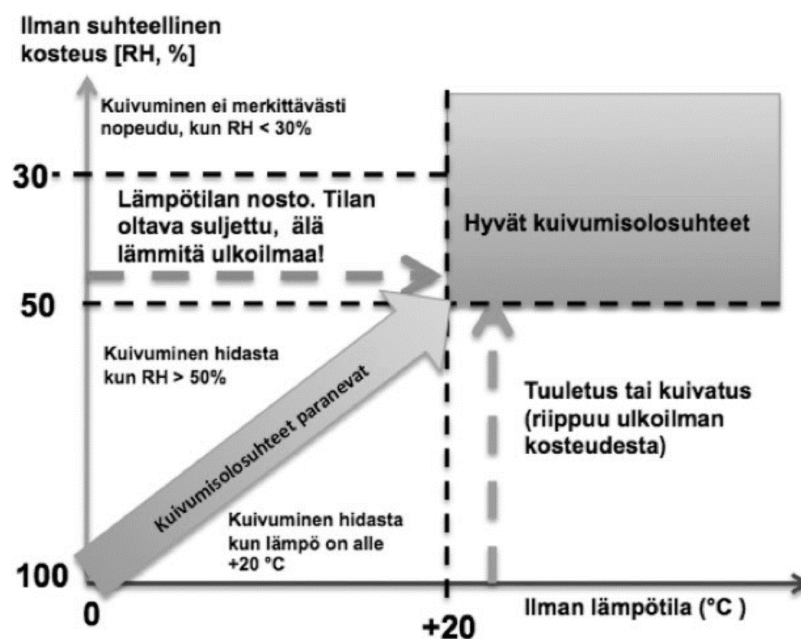 Ilman suhteellinen
kosteus [RH, %]
Kuivuminen ei merkittävästi
nopeudu, kun RH < 30%
30
Lämpötilan nosto. Tilan
oltava suljettu, älä
lämmitä ulkoilmaa!
Hyvät kuivumisolosuhteet
50
Kuivuminen hidasta
kun RH > 50%
Kuivumisolosuhteet paranevat
Tuuletus tai kuivatus
(riippuu ulkoilman
kosteudesta)
Kuivuminen hidasta
kun lämpö on alle
+20 °C
100
0
+20
Ilman lämpötila (°C )